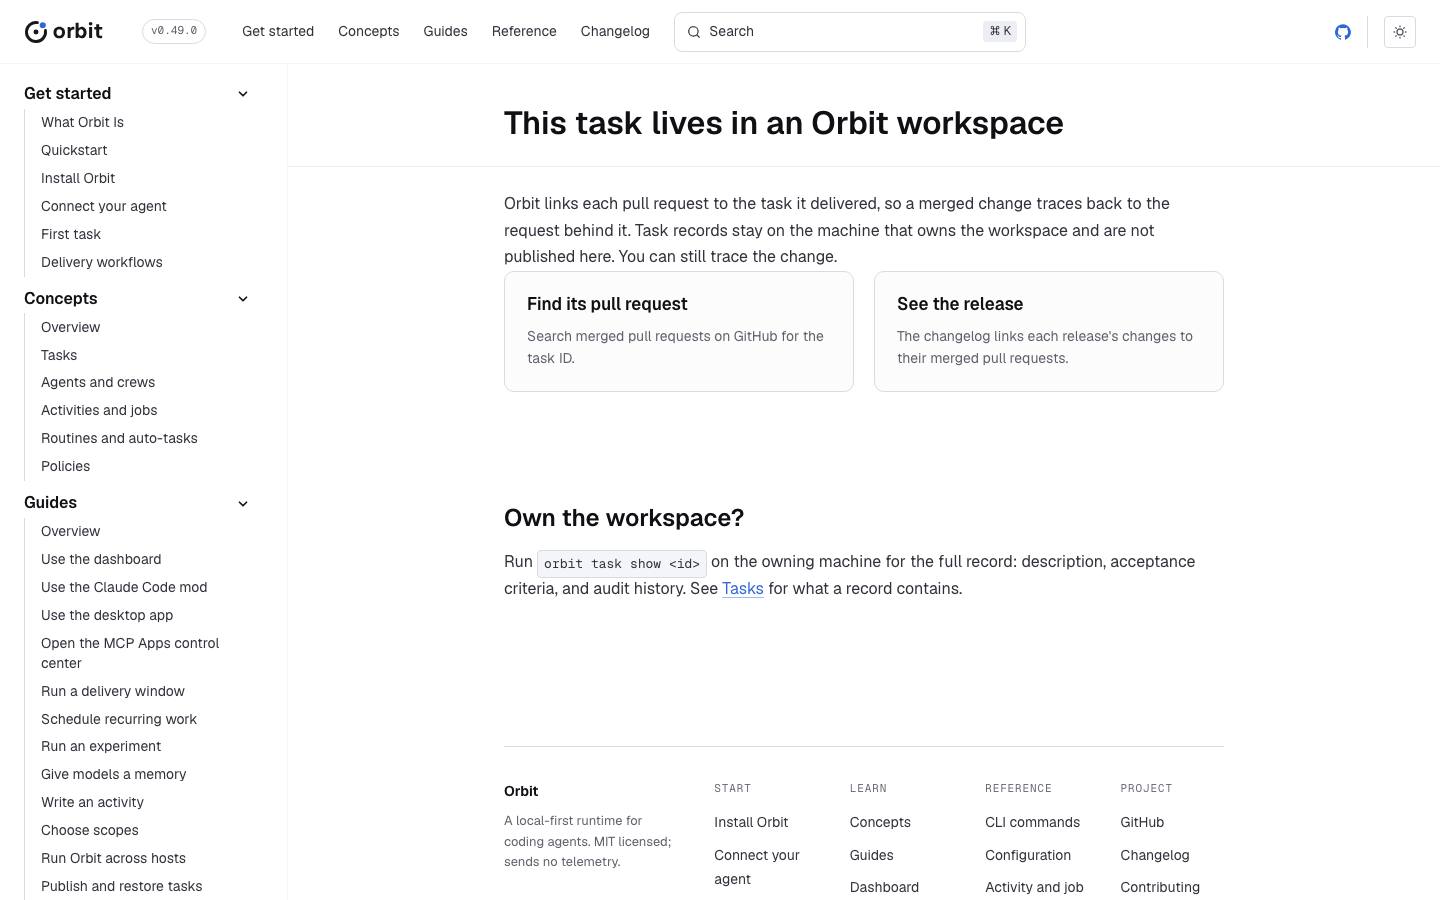 orbit
v0.49.0
Get started
Concepts
Guides
Reference
Changelog
Search
⌘ K
Get started
What Orbit Is
Quickstart
Install Orbit
Connect your agent
First task
Delivery workflows
Concepts
Overview
Tasks
Agents and crews
Activities and jobs
Routines and auto-tasks
Policies
Guides
Overview
Use the dashboard
Use the Claude Code mod
Use the desktop app
Open the MCP Apps control
center
Run a delivery window
Schedule recurring work
Run an experiment
Give models a memory
Write an activity
Choose scopes
Run Orbit across hosts
Publish and restore tasks
This task lives in an Orbit workspace
Orbit links each pull request to the task it delivered, so a merged change traces back to the
request behind it. Task records stay on the machine that owns the workspace and are not
published here. You can still trace the change.
Find its pull request
Search merged pull requests on GitHub for the
task ID.
See the release
The changelog links each release's changes to
their merged pull requests.
Own the workspace?
Run orbit task show <id> on the owning machine for the full record: description, acceptance
criteria, and audit history. See Tasks for what a record contains.
Orbit
A local-first runtime for
coding agents. MIT licensed;
sends no telemetry.
START
Install Orbit
Connect your
agent
LEARN
Concepts
Guides
Dashboard
REFERENCE
CLI commands
Configuration
Activity and job
PROJECT
GitHub
Changelog
Contributing